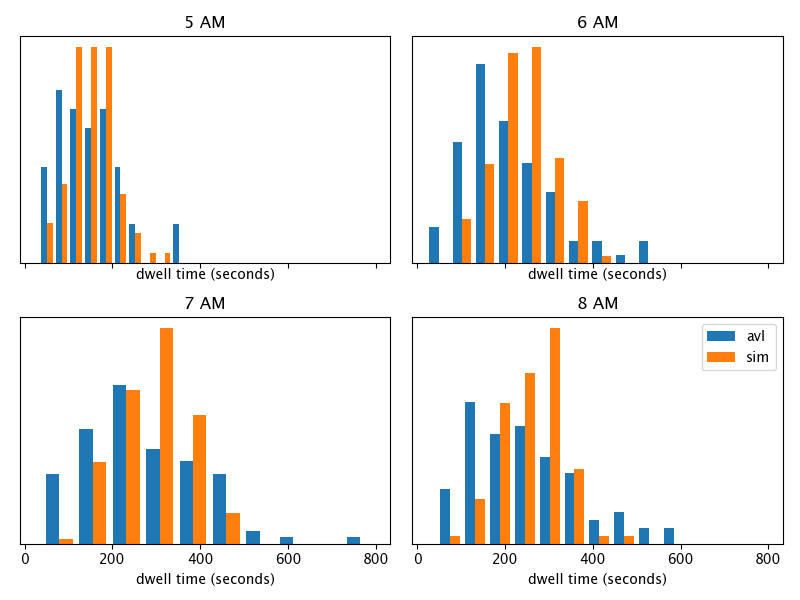 5 AM
6 AM
dwell time (seconds)
dwell time (seconds)
7 AM
8 AM
avl
sim
0 200 400 600 800
0 200 400 600 800
dwell time (seconds)
dwell time (seconds)